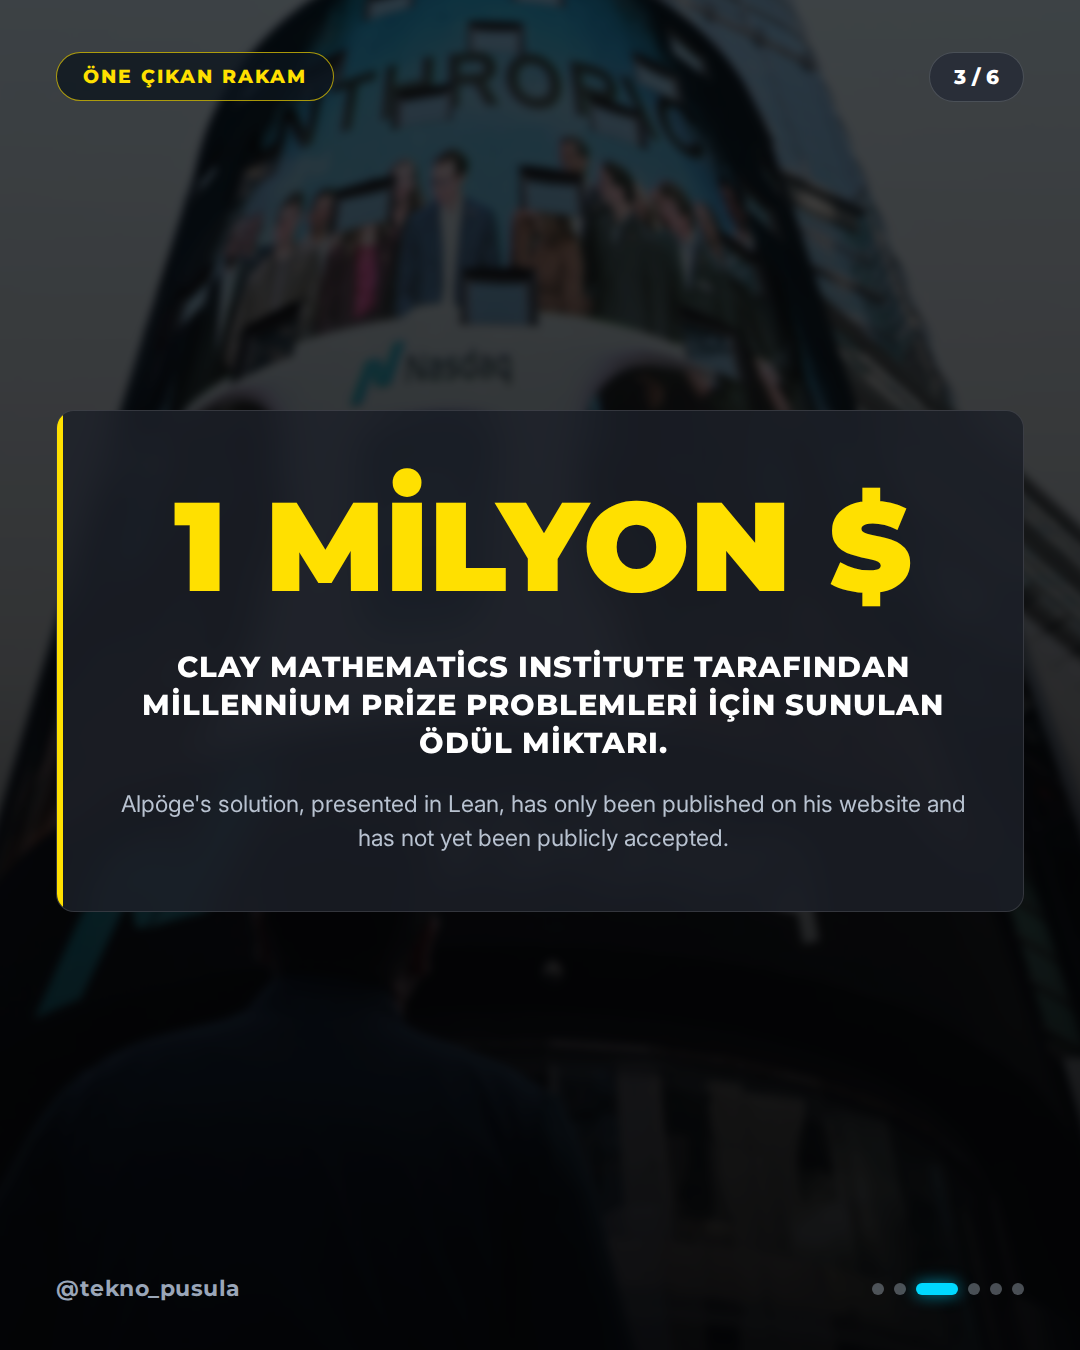 ÖNE ÇIKAN RAKAM
3 / 6
ANTHROPIC
Nasdaq
1 MİLYON $
CLAY MATHEMATİCS INSTİTUTE TARAFINDAN
MİLLENNİUM PRİZE PROBLEMLERİ İÇİN SUNULAN
ÖDÜL MİKTARI.
Alpöge's solution, presented in Lean, has only been published on his website and
has not yet been publicly accepted.
@tekno_pusula